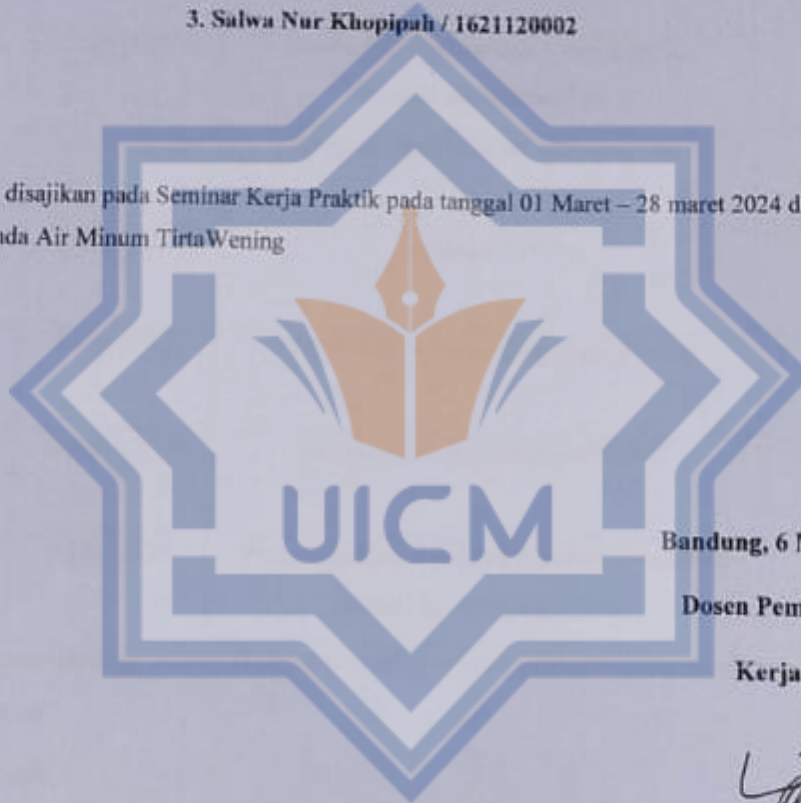 3. Salwa Nur Khopipah / 1621120002
disajikan pada Seminar Kerja Praktik pada tanggal 01 Maret – 28 maret 2024 d
da Air Minum TirtaWening
UICM
Bandung, 6
Dosen Pem
Kerja